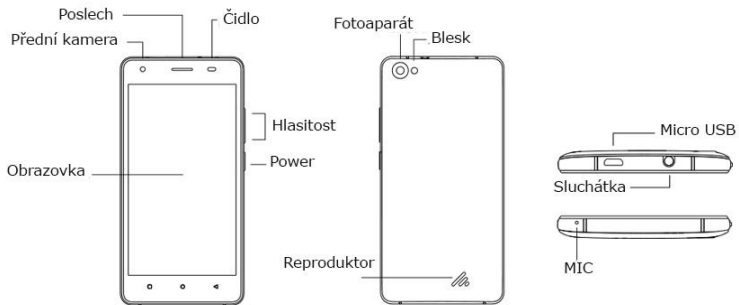 Poslech
Přední kamera
Čidlo
Hlasitost
Power
Obrazovka
Fotoaparát
Blesk
Reproduktor
Micro USB
Sluchátka
MIC